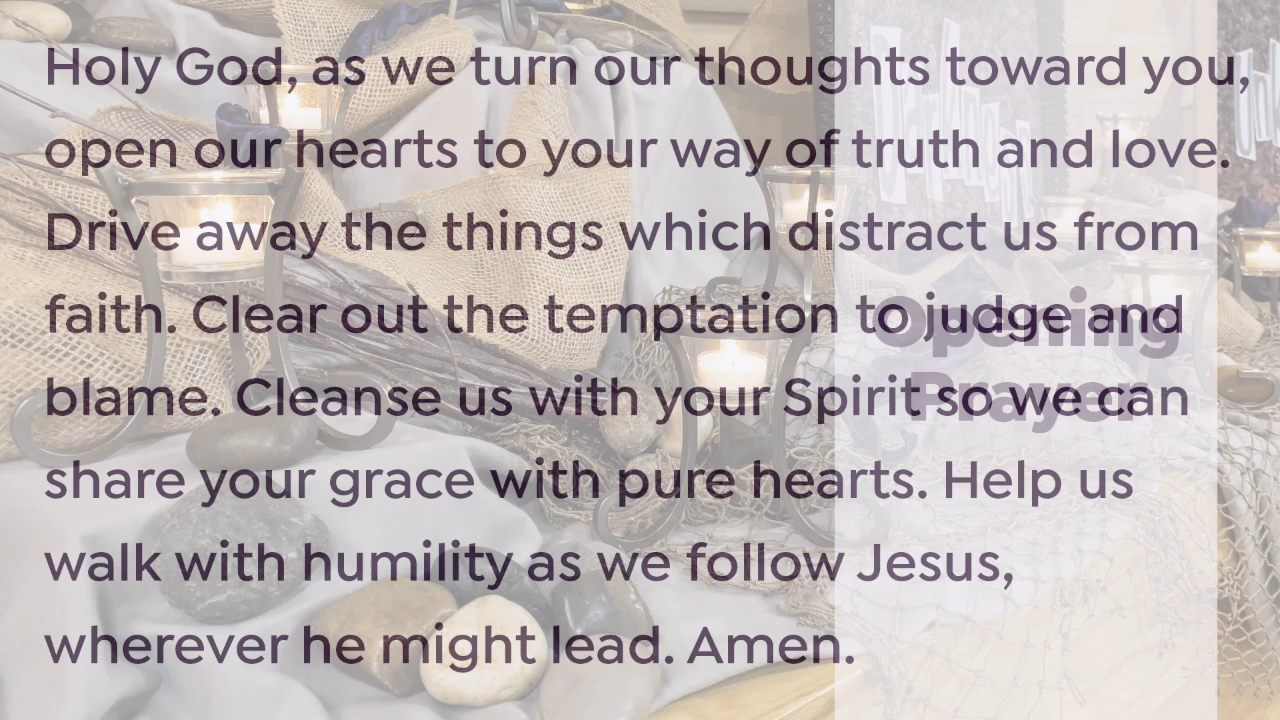 Holy God, as we turn our thoughts toward you,
open our hearts to your way of truth and love.
Drive away the things which distract us from
faith. Clear out the temptation to judge and
blame. Cleanse us with your Spirit so we can
share your grace with pure hearts. Help us
walk with humility as we follow Jesus,
wherever he might lead. Amen.
Opening
Prayer